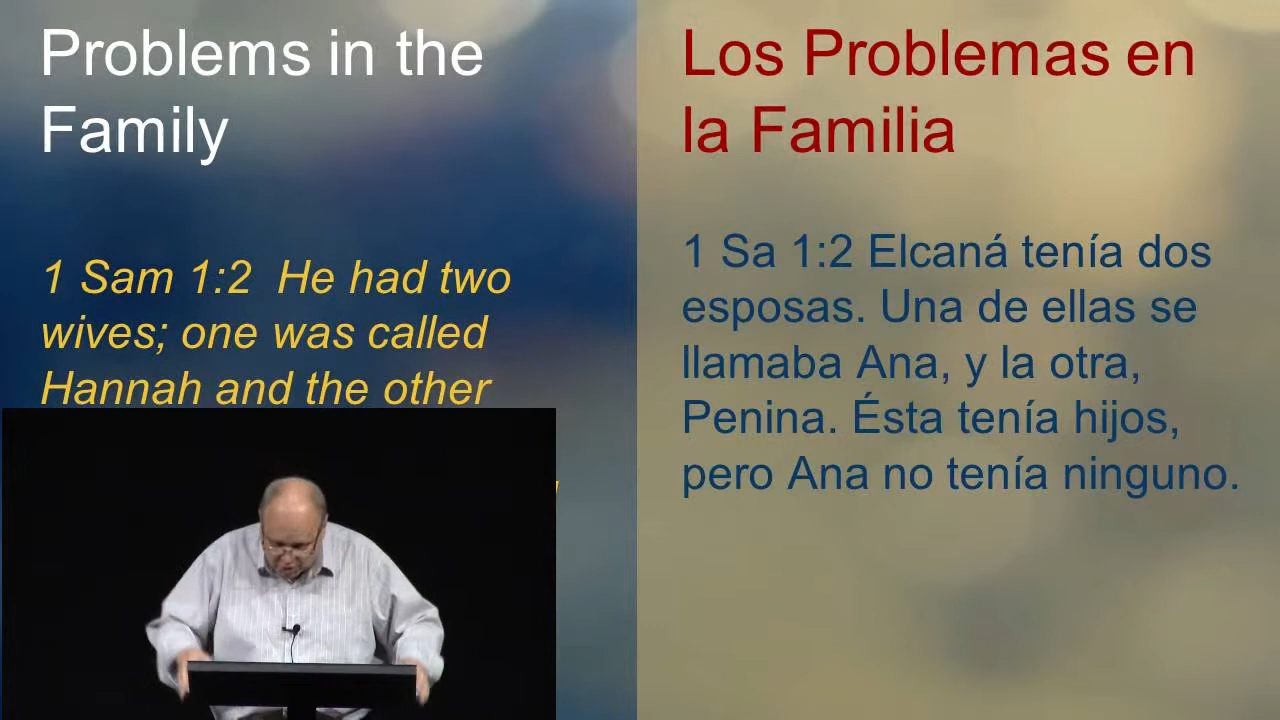 Problems in the
Family
1 Sam 1:2  He had two
wives; one was called
Hannah and the other
Los Problemas en
la Familia
1 Sa 1:2 Elcaná tenía dos
esposas. Una de ellas se
llamaba Ana, y la otra,
Penina. Ésta tenía hijos,
pero Ana no tenía ninguno.